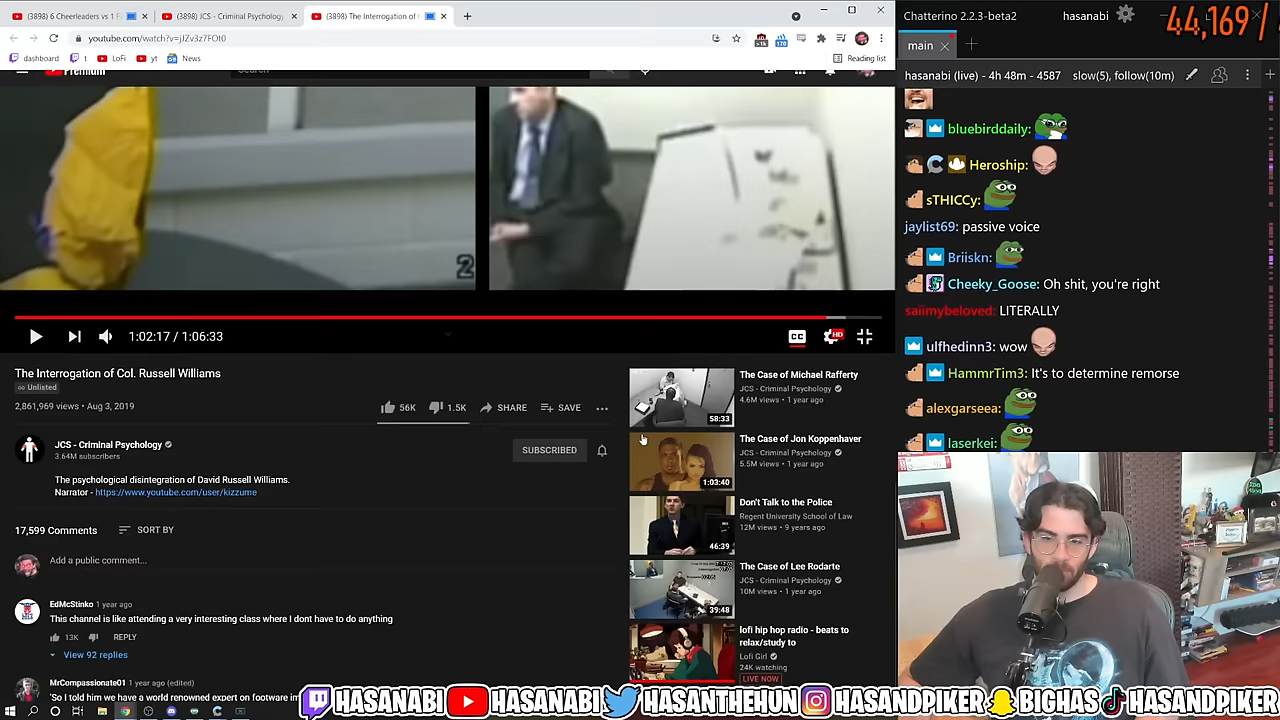 (3898) 6 Cheerleaders vs 1 F
(3898) JCS - Criminal Psychology
(3898) The Interrogation of
youtube.com/watch?v=jJZv3z7FOt0
>1k
170
dashboard
t
LoFi
yt
News
Reading list
Premium
Search
2
1:02:17 / 1:06:33
CC
HD
The Interrogation of Col. Russell Williams
Unlisted
2,861,969 views • Aug 3, 2019
56K
1.5K
SHARE
SAVE
JCS - Criminal Psychology
3.64M subscribers
SUBSCRIBED
The psychological disintegration of David Russell Williams.
Narrator - https://www.youtube.com/user/kizzume
17,599 Comments
SORT BY
Add a public comment...
EdMcStinko 1 year ago
This channel is like attending a very interesting class where I dont have to do anything
13K
REPLY
View 92 replies
MrCompassionate01 1 year ago (edited)
"So I told him we have a world renowned expert on footware im
The Case of Michael Rafferty
JCS - Criminal Psychology
4.6M views • 1 year ago
58:33
The Case of Jon Koppenhaver
JCS - Criminal Psychology
5.5M views • 1 year ago
1:03:40
Don't Talk to the Police
Regent University School of Law
12M views • 9 years ago
46:39
The Case of Lee Rodarte
JCS - Criminal Psychology
10M views • 1 year ago
39:48
lofi hip hop radio - beats to
relax/study to
Lofi Girl
24K watching
LIVE NOW
Chatterino 2.2.3-beta2
hasanabi
44,169 /
main
hasanabi (live) - 4h 48m - 4587
slow(5), follow(10m)
bluebirddaily:
Heroship:
sTHICCy:
jaylist69: passive voice
Briiskn:
Cheeky_Goose: Oh shit, you're right
saiimybeloved: LITERALLY
ulfhedinn3: wow
HammrTim3: It's to determine remorse
alexgarseea:
laserkei:
HASANABI
HASANABI
HASANTHEHUN
HASANDPIKER
BIGHAS
HASANDPIKER